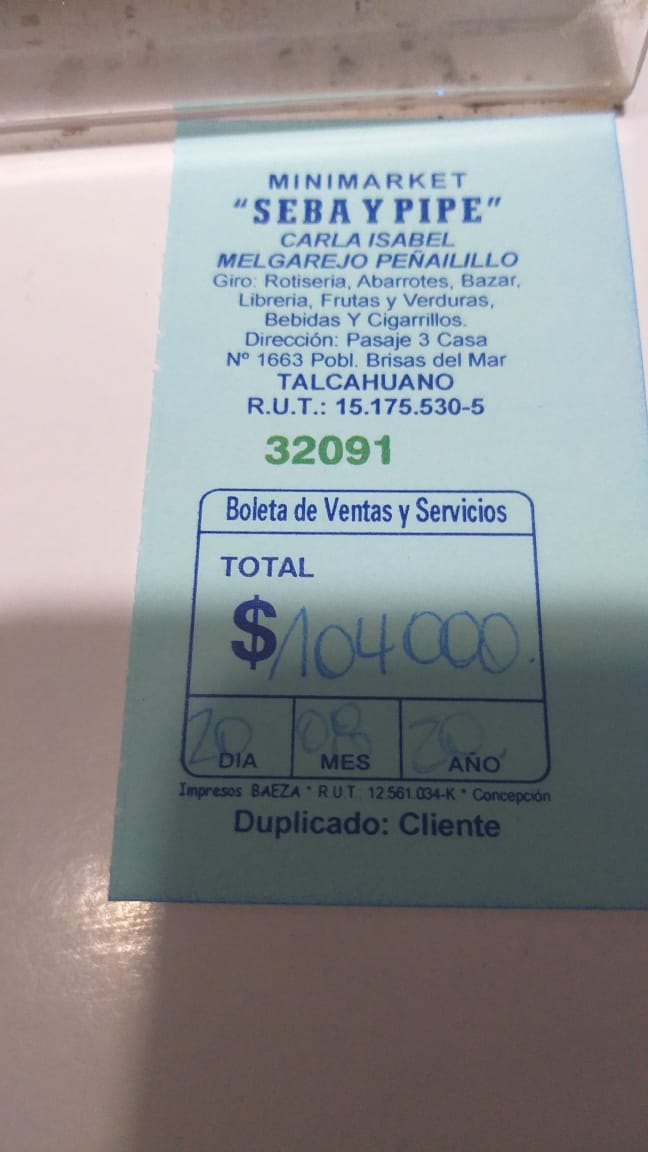 MINIMARKET
"SEBA Y PIPE"
CARLA ISABEL
MELGAREJO PEÑAILILLO
Giro: Rotiseria, Abarrotes, Bazar,
Libreria, Frutas y Verduras,
Bebidas Y Cigarrillos.
Dirección: Pasaje 3 Casa
Nº 1663 Pobl. Brisas del Mar
TALCAHUANO
R.U.T.: 15.175.530-5
32091
Boleta de Ventas y Servicios
TOTAL
$104000.
20 08 20
DIA MES AÑO
Impresos BAEZA * R.U.T. 12.561.034-K * Concepción
Duplicado: Cliente